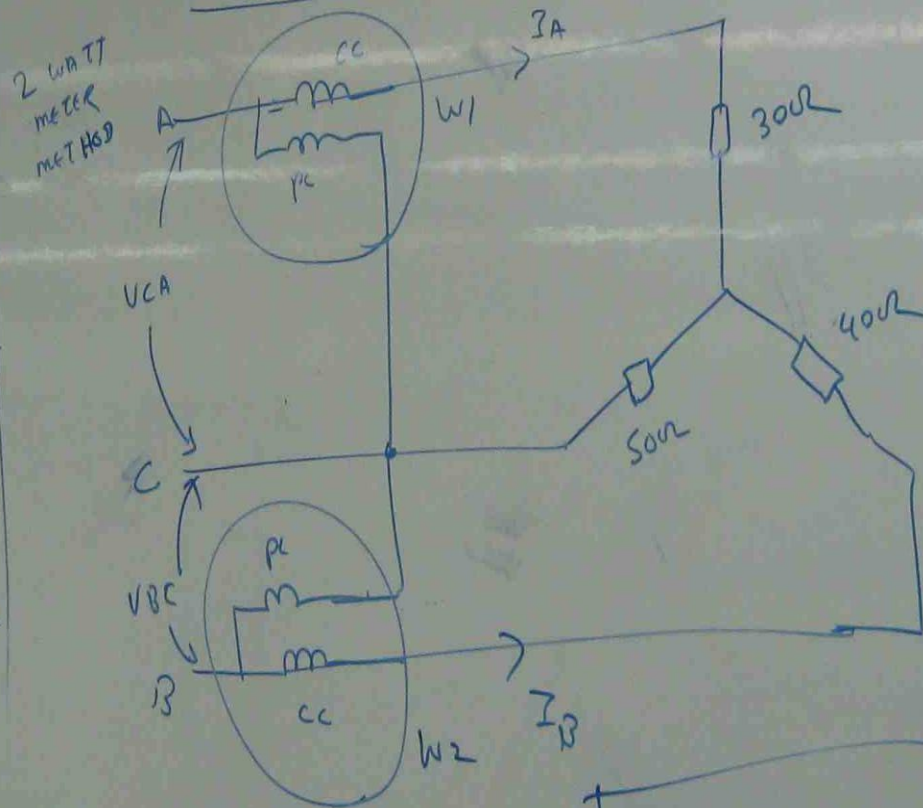 2 WATT
METER
METHOD
CC
IA
A
W1
30Ω
PC
VCA
40Ω
50Ω
C
PC
VBC
B
CC
IB
W2